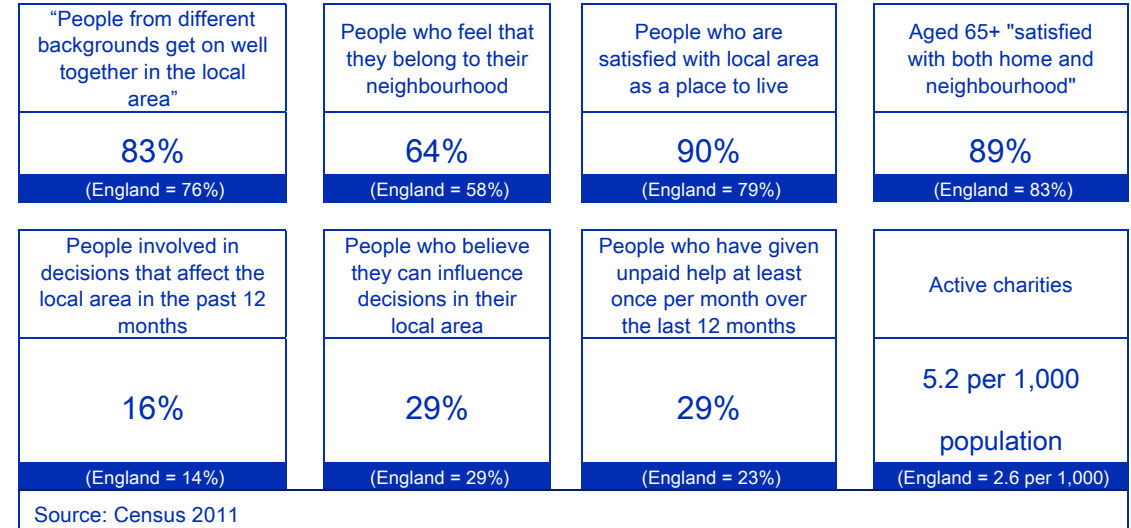 “People from different
backgrounds get on well
together in the local
area”
83%
(England = 76%)
People who feel that
they belong to their
neighbourhood
64%
(England = 58%)
People who are
satisfied with local area
as a place to live
90%
(England = 79%)
Aged 65+ "satisfied
with both home and
neighbourhood"
89%
(England = 83%)
People involved in
decisions that affect the
local area in the past 12
months
16%
(England = 14%)
People who believe
they can influence
decisions in their
local area
29%
(England = 29%)
People who have given
unpaid help at least
once per month over
the last 12 months
29%
(England = 23%)
Active charities
5.2 per 1,000
population
(England = 2.6 per 1,000)
Source: Census 2011